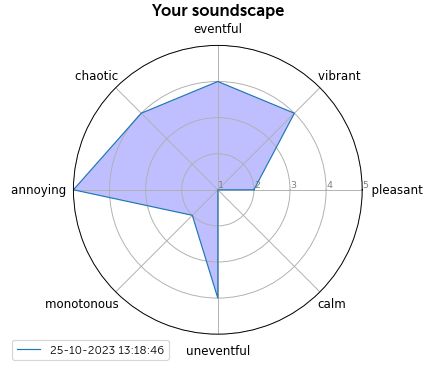 Your soundscape
eventful
chaotic
vibrant
annoying
1
2
3
4
5
pleasant
monotonous
calm
25-10-2023 13:18:46
uneventful